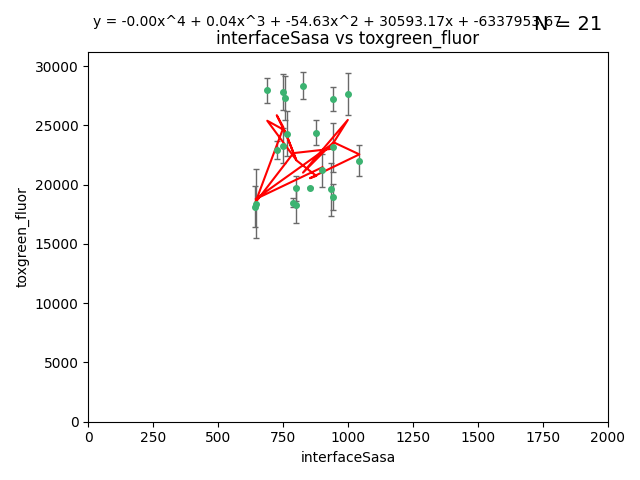 y = -0.00x^4 + 0.04x^3 + -54.63x^2 + 30593.17x + -6337953.67
N = 21
interfaceSasa vs toxgreen_fluor
30000
25000
20000
15000
10000
5000
0
toxgreen_fluor
0 250 500 750 1000 1250 1500 1750 2000
interfaceSasa